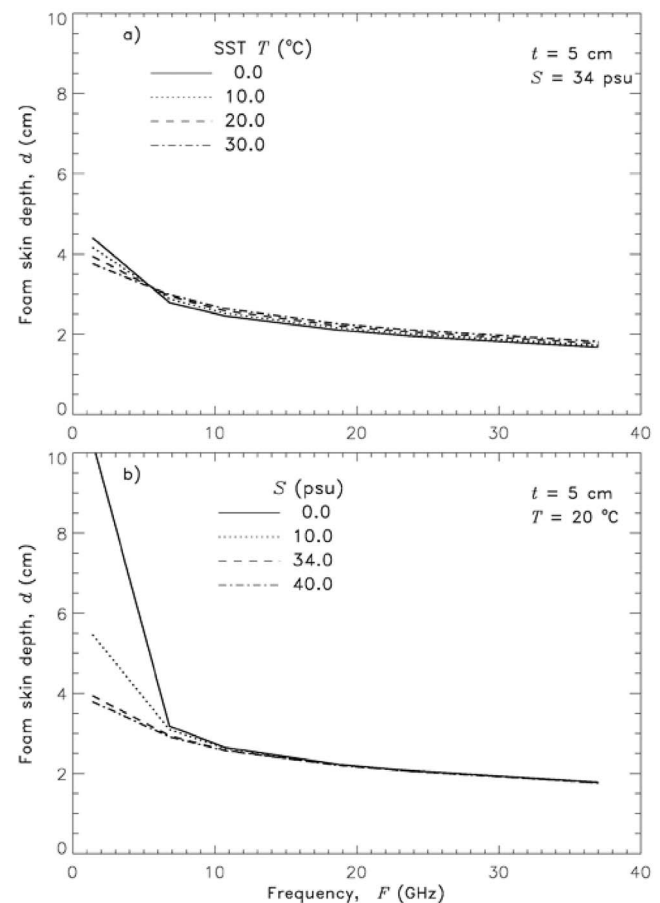 10
a)
SST T (°C)
0.0
10.0
20.0
30.0
t = 5 cm
S = 34 psu
8
6
4
2
0
Foam skin depth, d (cm)
0 10 20 30 40
10
b)
S (psu)
0.0
10.0
34.0
40.0
t = 5 cm
T = 20 °C
8
6
4
2
0
Foam skin depth, d (cm)
0 10 20 30 40
Frequency, F (GHz)